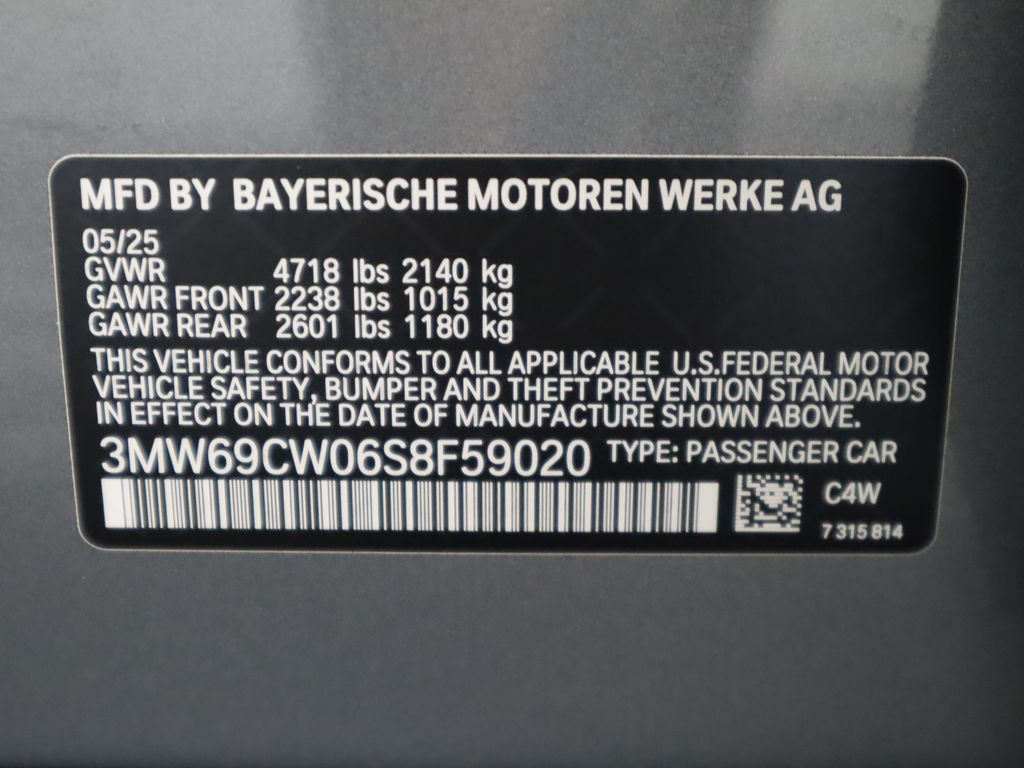 MFD BY BAYERISCHE MOTOREN WERKE AG
05/25
GVWR 4718 lbs 2140 kg
GAWR FRONT 2238 lbs 1015 kg
GAWR REAR 2601 lbs 1180 kg
THIS VEHICLE CONFORMS TO ALL APPLICABLE U.S.FEDERAL MOTOR
VEHICLE SAFETY, BUMPER AND THEFT PREVENTION STANDARDS
IN EFFECT ON THE DATE OF MANUFACTURE SHOWN ABOVE.
3MW69CW06S8F59020 TYPE: PASSENGER CAR
C4W
7 315 814